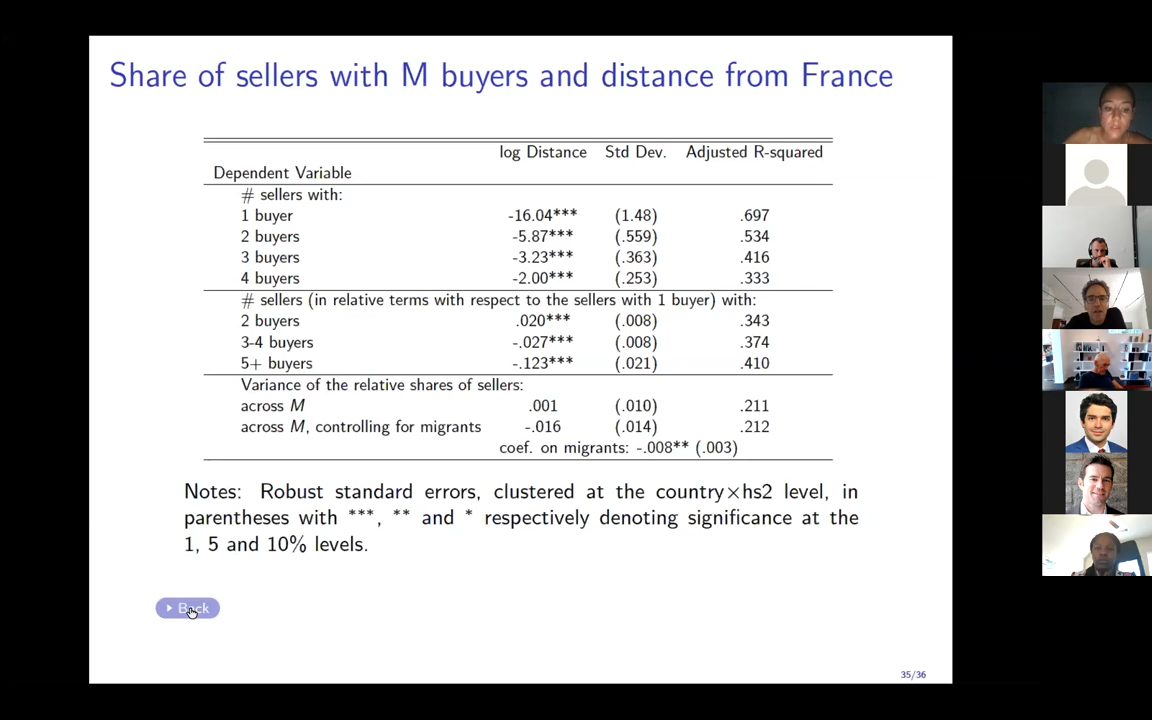 Share of sellers with M buyers and distance from France
log Distance Std Dev. Adjusted R-squared
Dependent Variable
# sellers with:
1 buyer -16.04*** (1.48) .697
2 buyers -5.87*** (.559) .534
3 buyers -3.23*** (.363) .416
4 buyers -2.00*** (.253) .333
# sellers (in relative terms with respect to the sellers with 1 buyer) with:
2 buyers .020*** (.008) .343
3-4 buyers -.027*** (.008) .374
5+ buyers -.123*** (.021) .410
Variance of the relative shares of sellers:
across M .001 (.010) .211
across M, controlling for migrants -.016 (.014) .212
coef. on migrants: -.008** (.003)
Notes: Robust standard errors, clustered at the country×hs2 level, in
parentheses with ***, ** and * respectively denoting significance at the
1, 5 and 10% levels.
Back
35/36